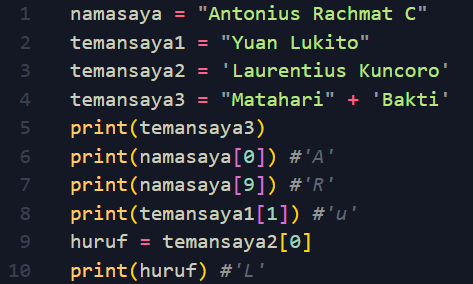 1 namasaya = "Antonius Rachmat C"
2 temansaya1 = "Yuan Lukito"
3 temansaya2 = 'Laurentius Kuncoro'
4 temansaya3 = "Matahari" + 'Bakti'
5 print(temansaya3)
6 print(namasaya[0]) #'A'
7 print(namasaya[9]) #'R'
8 print(temansaya1[1]) #'u'
9 huruf = temansaya2[0]
10 print(huruf) #'L'